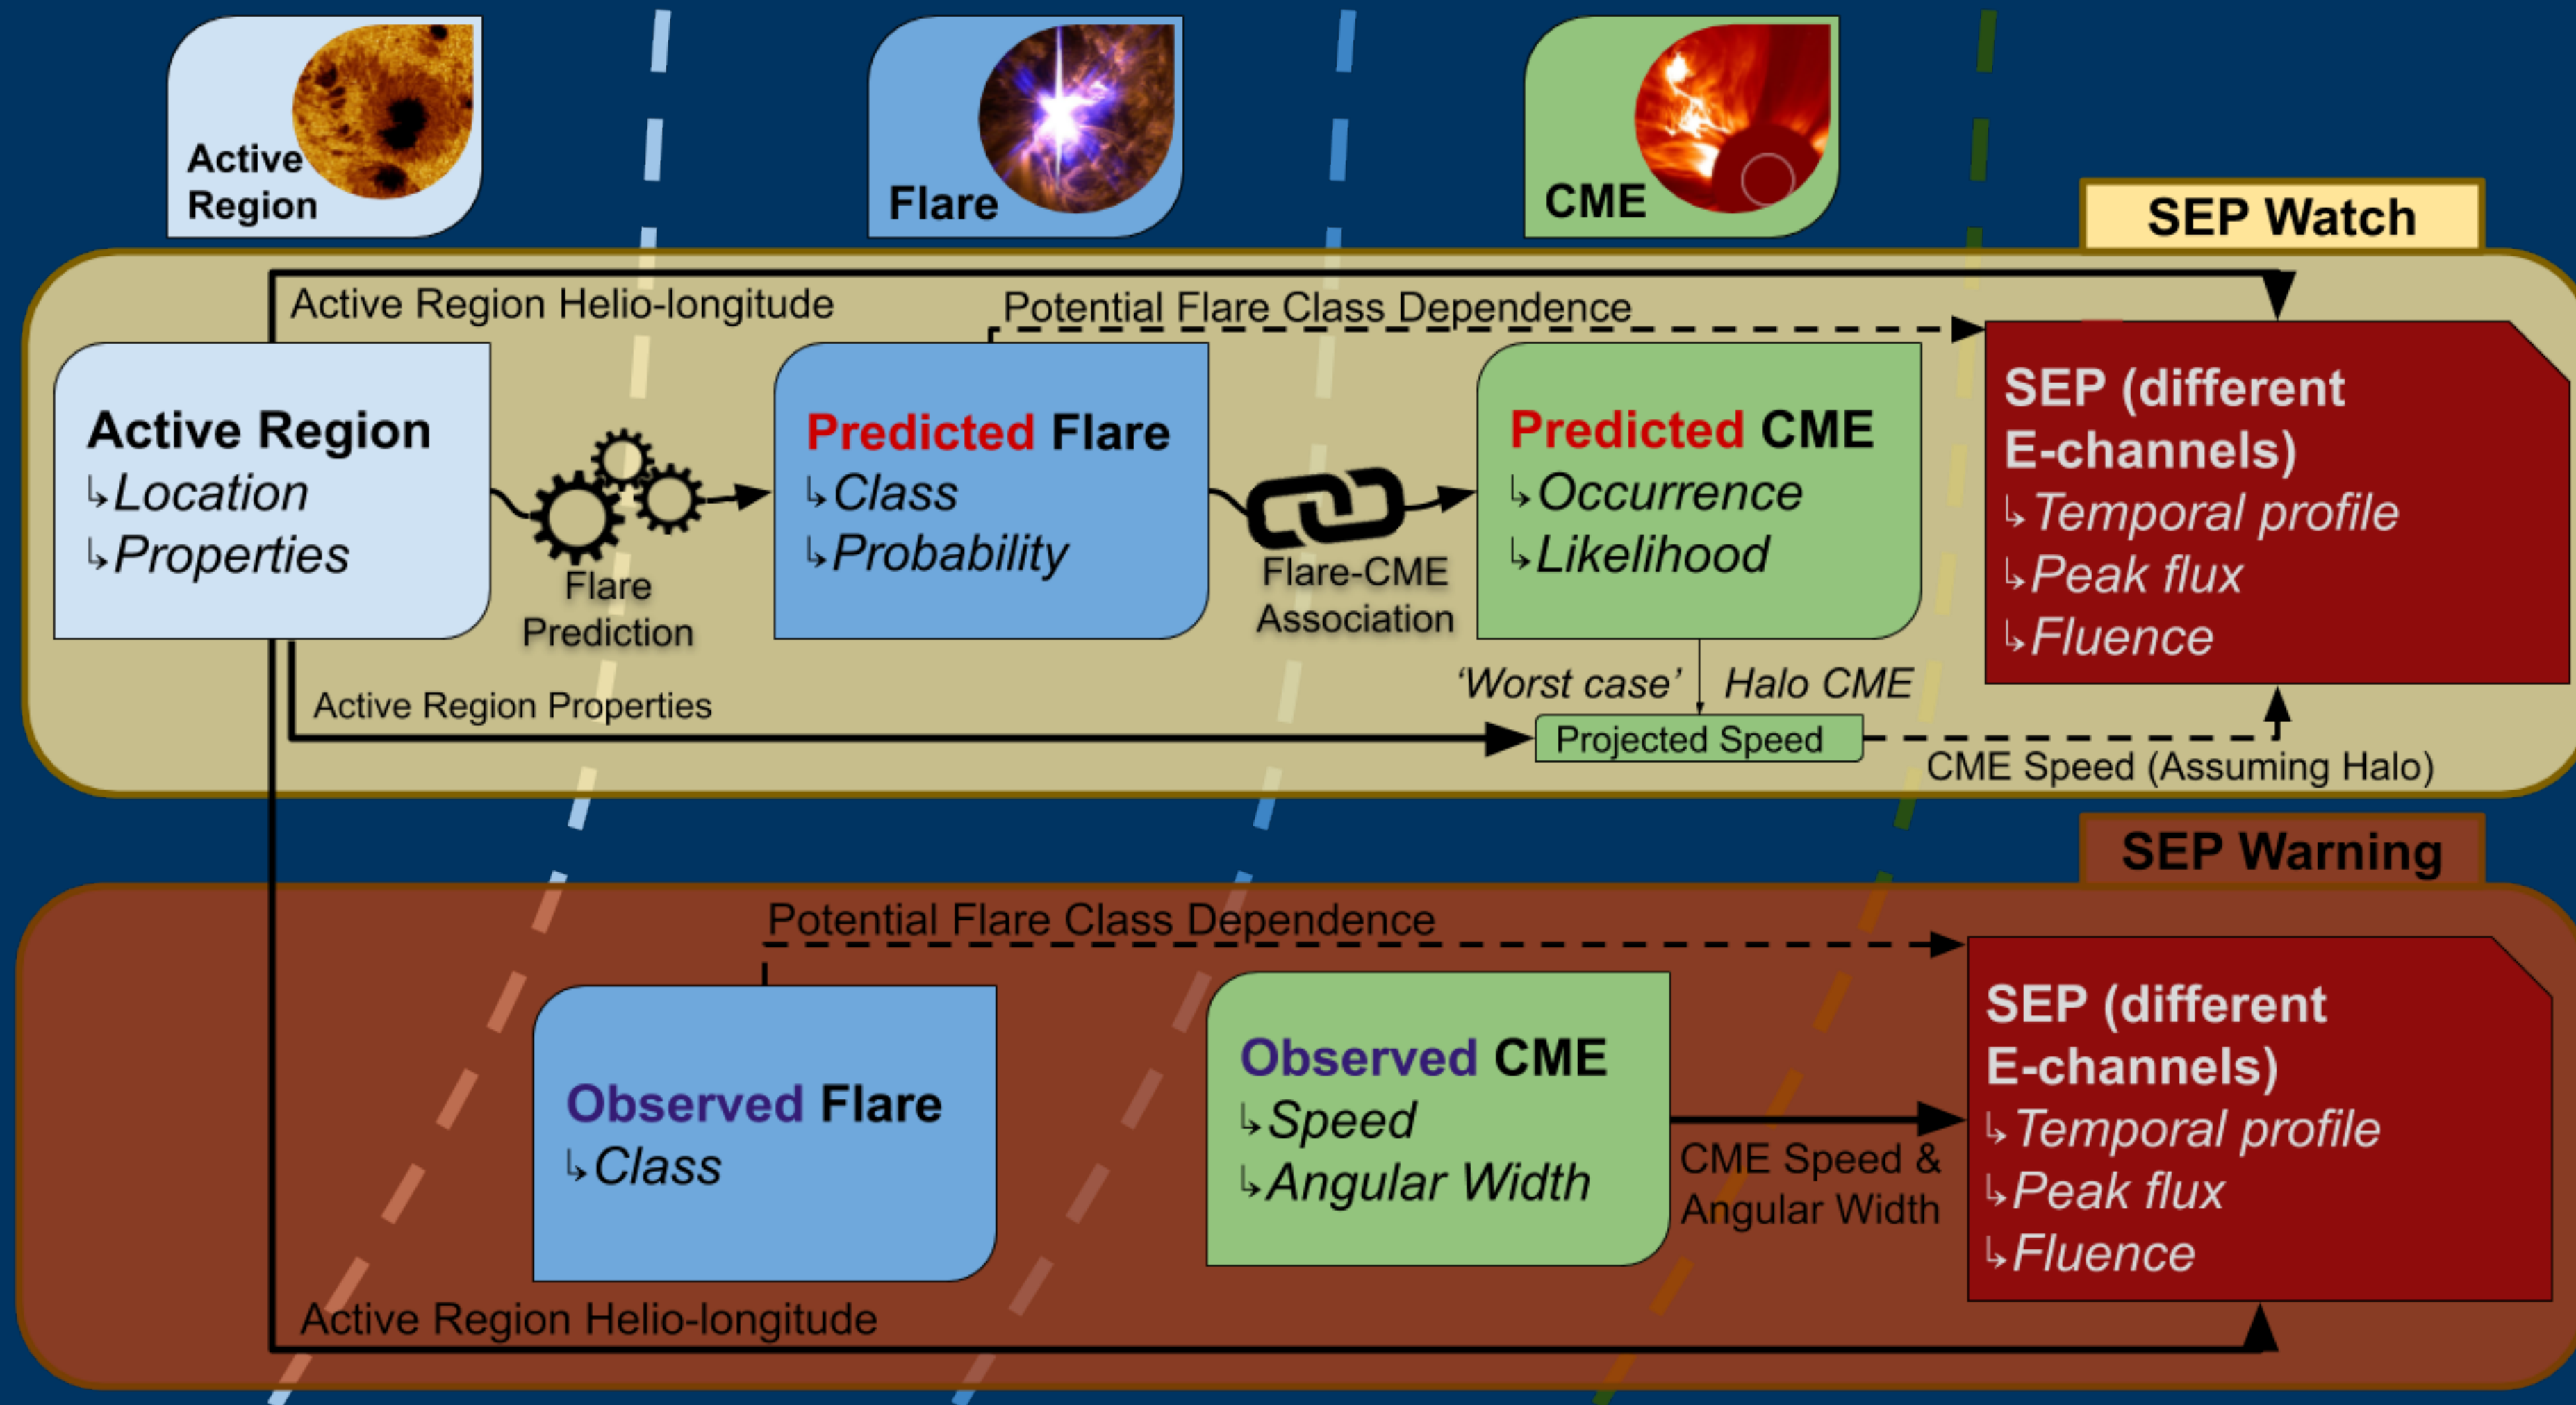 Active
Region
Flare
CME
SEP Watch
Active Region Helio-longitude
Potential Flare Class Dependence
Active Region
↳Location
↳Properties
Flare
Prediction
Predicted Flare
↳Class
↳Probability
Flare-CME
Association
Predicted CME
↳Occurrence
↳Likelihood
SEP (different
E-channels)
↳Temporal profile
↳Peak flux
↳Fluence
‘Worst case’ Halo CME
Active Region Properties
Projected Speed
CME Speed (Assuming Halo)
SEP Warning
Potential Flare Class Dependence
Observed Flare
↳Class
Observed CME
↳Speed
↳Angular Width
CME Speed &
Angular Width
SEP (different
E-channels)
↳Temporal profile
↳Peak flux
↳Fluence
Active Region Helio-longitude